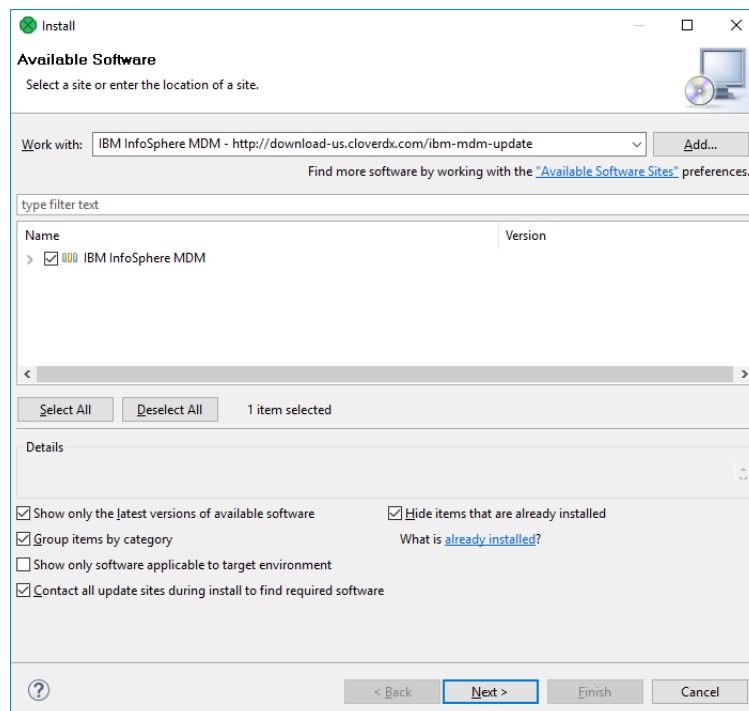 Install
Available Software
Select a site or enter the location of a site.
Work with: IBM InfoSphere MDM - http://download-us.cloverdx.com/ibm-mdm-update Add...
Find more software by working with the "Available Software Sites" preferences.
type filter text
Name Version
IBM InfoSphere MDM
Select All Deselect All 1 item selected
Details
Show only the latest versions of available software Hide items that are already installed
Group items by category What is already installed?
Show only software applicable to target environment
Contact all update sites during install to find required software
? < Back Next > Finish Cancel